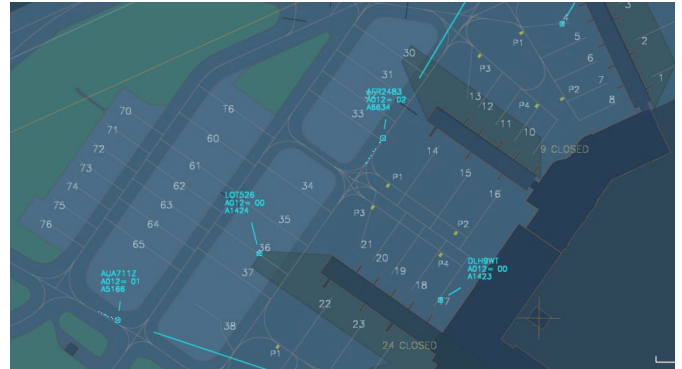 30
4
3
5
P1
2
31
6
P3
AFR24B3
A012= 02
A6634
7
1
33
P2
8
70
T6
13
12
P4
71
60
11
10
72
14
9 CLOSED
73
61
15
74
62
34
P1
16
75
63
LOT526
A012= 00
A1424
P3
76
64
35
P2
65
36
21
P4
DLH9WT
A012= 00
A1423
37
20
AUA711Z
A012= 01
A5166
19
22
18
38
23
24 CLOSED
P1